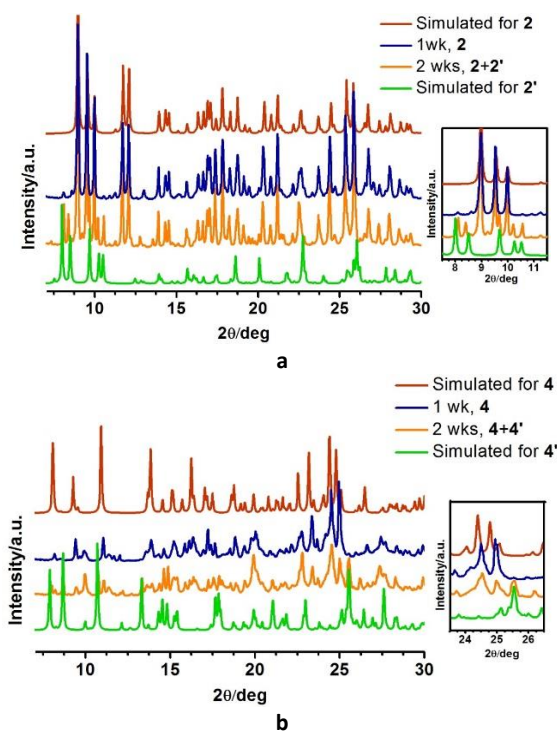 Simulated for 2
1wk, 2
2 wks, 2+2'
Simulated for 2'
Intensity/a.u.
10 15 20 25 30
2θ/deg
Intensity/a.u.
8 9 10 11
2θ/deg
a
Simulated for 4
1 wk, 4
2 wks, 4+4'
Simulated for 4'
Intensity/a.u.
10 15 20 25 30
2θ/deg
Intensity/a.u.
24 25 26
2θ/deg
b